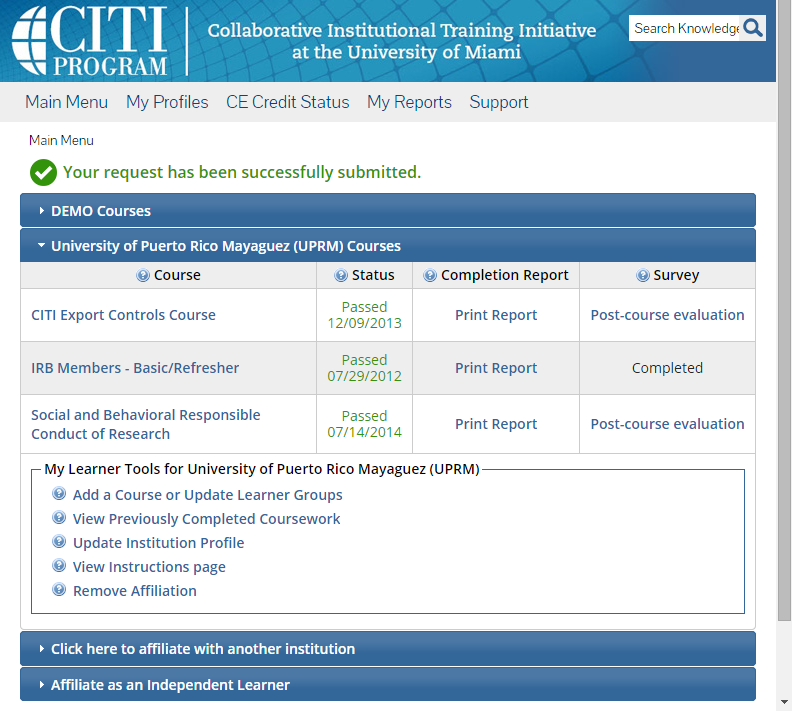 CITI
PROGRAM
Collaborative Institutional Training Initiative
at the University of Miami
Search Knowledge
Main Menu My Profiles CE Credit Status My Reports Support
Main Menu
Your request has been successfully submitted.
DEMO Courses
University of Puerto Rico Mayaguez (UPRM) Courses
Course Status Completion Report Survey
CITI Export Controls Course Passed 12/09/2013 Print Report Post-course evaluation
IRB Members - Basic/Refresher Passed 07/29/2012 Print Report Completed
Social and Behavioral Responsible
Conduct of Research Passed 07/14/2014 Print Report Post-course evaluation
My Learner Tools for University of Puerto Rico Mayaguez (UPRM)
Add a Course or Update Learner Groups
View Previously Completed Coursework
Update Institution Profile
View Instructions page
Remove Affiliation
Click here to affiliate with another institution
Affiliate as an Independent Learner